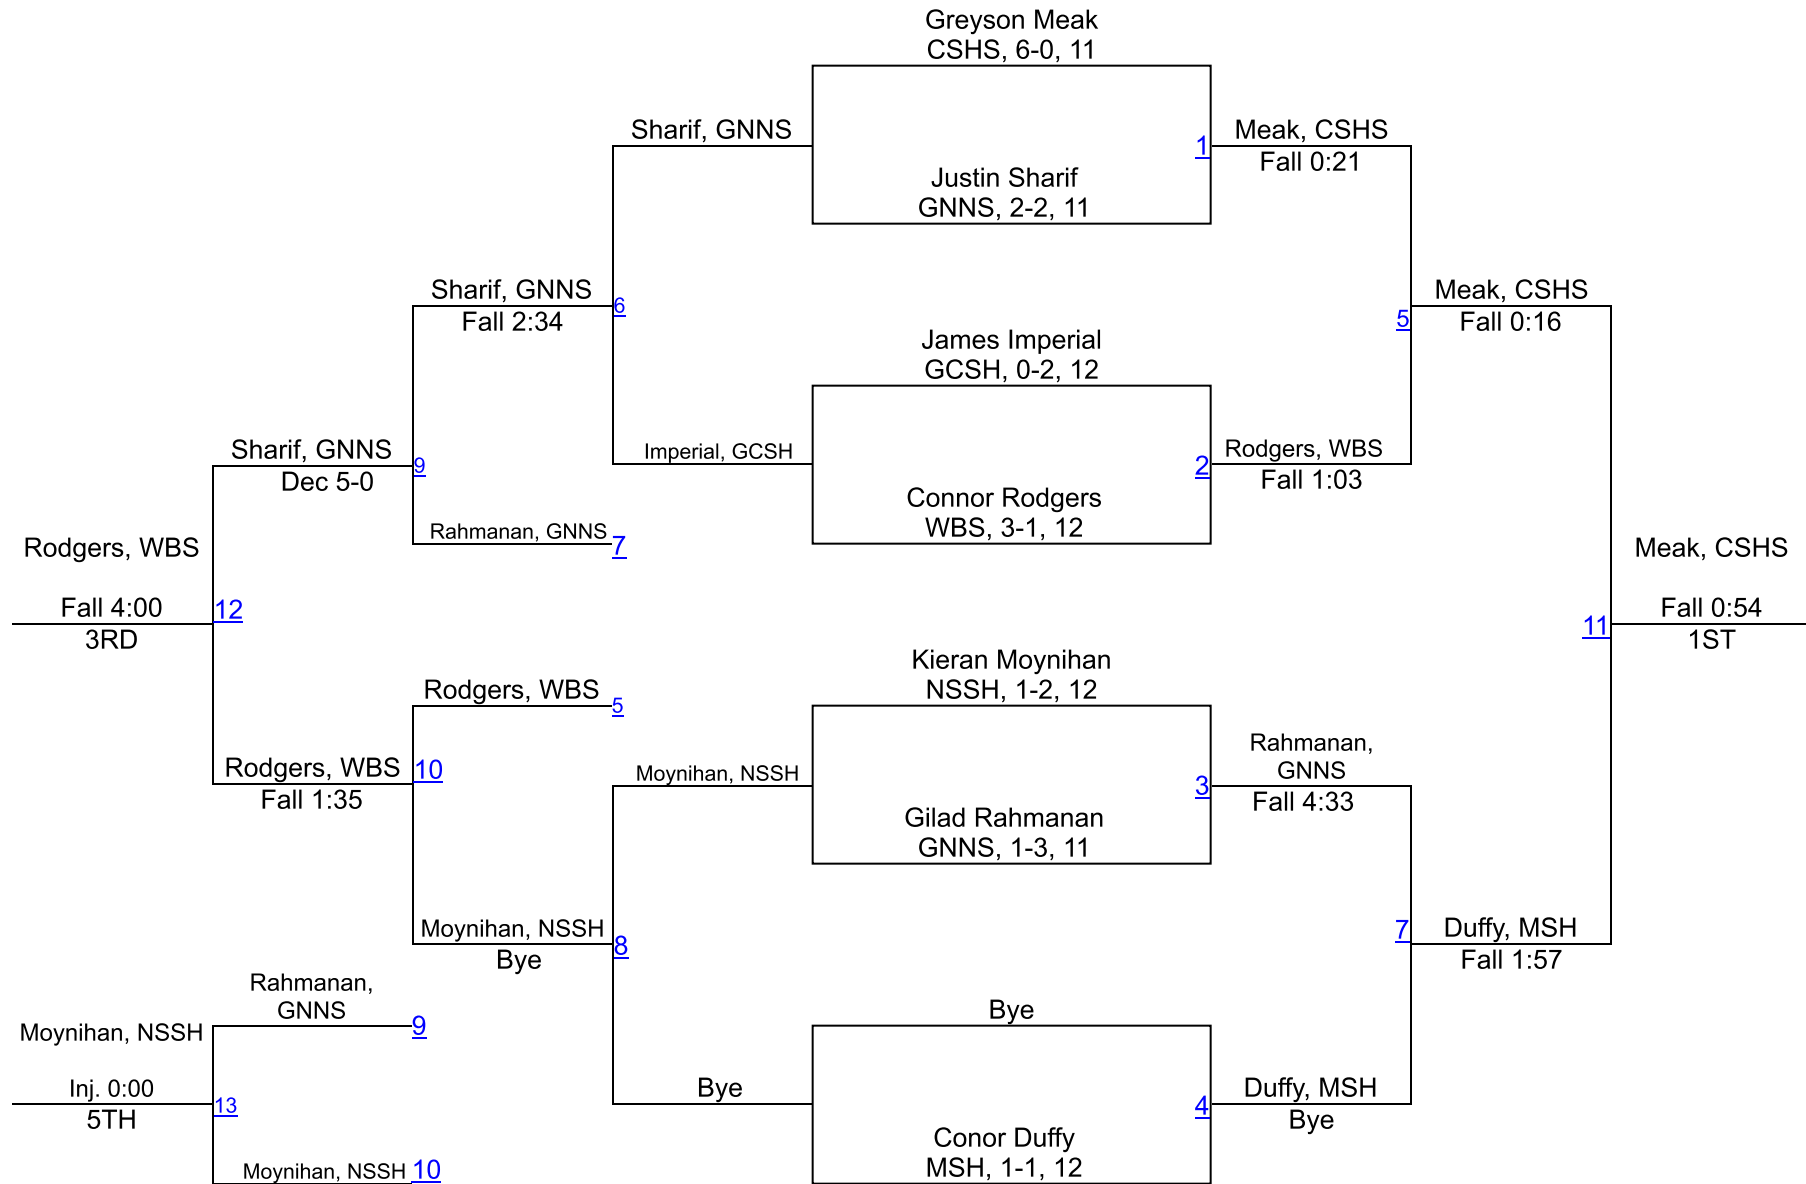 Greyson Meak
CSHS, 6-0, 11
Sharif, GNNS
1
Meak, CSHS
Fall 0:21
Justin Sharif
GNNS, 2-2, 11
Sharif, GNNS
Fall 2:34
6
Meak, CSHS
Fall 0:16
5
James Imperial
GCSH, 0-2, 12
Sharif, GNNS
Dec 5-0
9
Imperial, GCSH
2
Rodgers, WBS
Fall 1:03
Connor Rodgers
WBS, 3-1, 12
Rahmanan, GNNS
7
Rodgers, WBS
Fall 4:00
3RD
12
Meak, CSHS
Fall 0:54
1ST
11
Kieran Moynihan
NSSH, 1-2, 12
Rodgers, WBS
5
Rodgers, WBS
Fall 1:35
10
Moynihan, NSSH
3
Rahmanan,
GNNS
Fall 4:33
Gilad Rahmanan
GNNS, 1-3, 11
Moynihan, NSSH
Bye
8
7
Duffy, MSH
Fall 1:57
Rahmanan,
GNNS
9
Bye
Moynihan, NSSH
Inj. 0:00
5TH
13
Bye
4
Duffy, MSH
Bye
Conor Duffy
MSH, 1-1, 12
Moynihan, NSSH
10